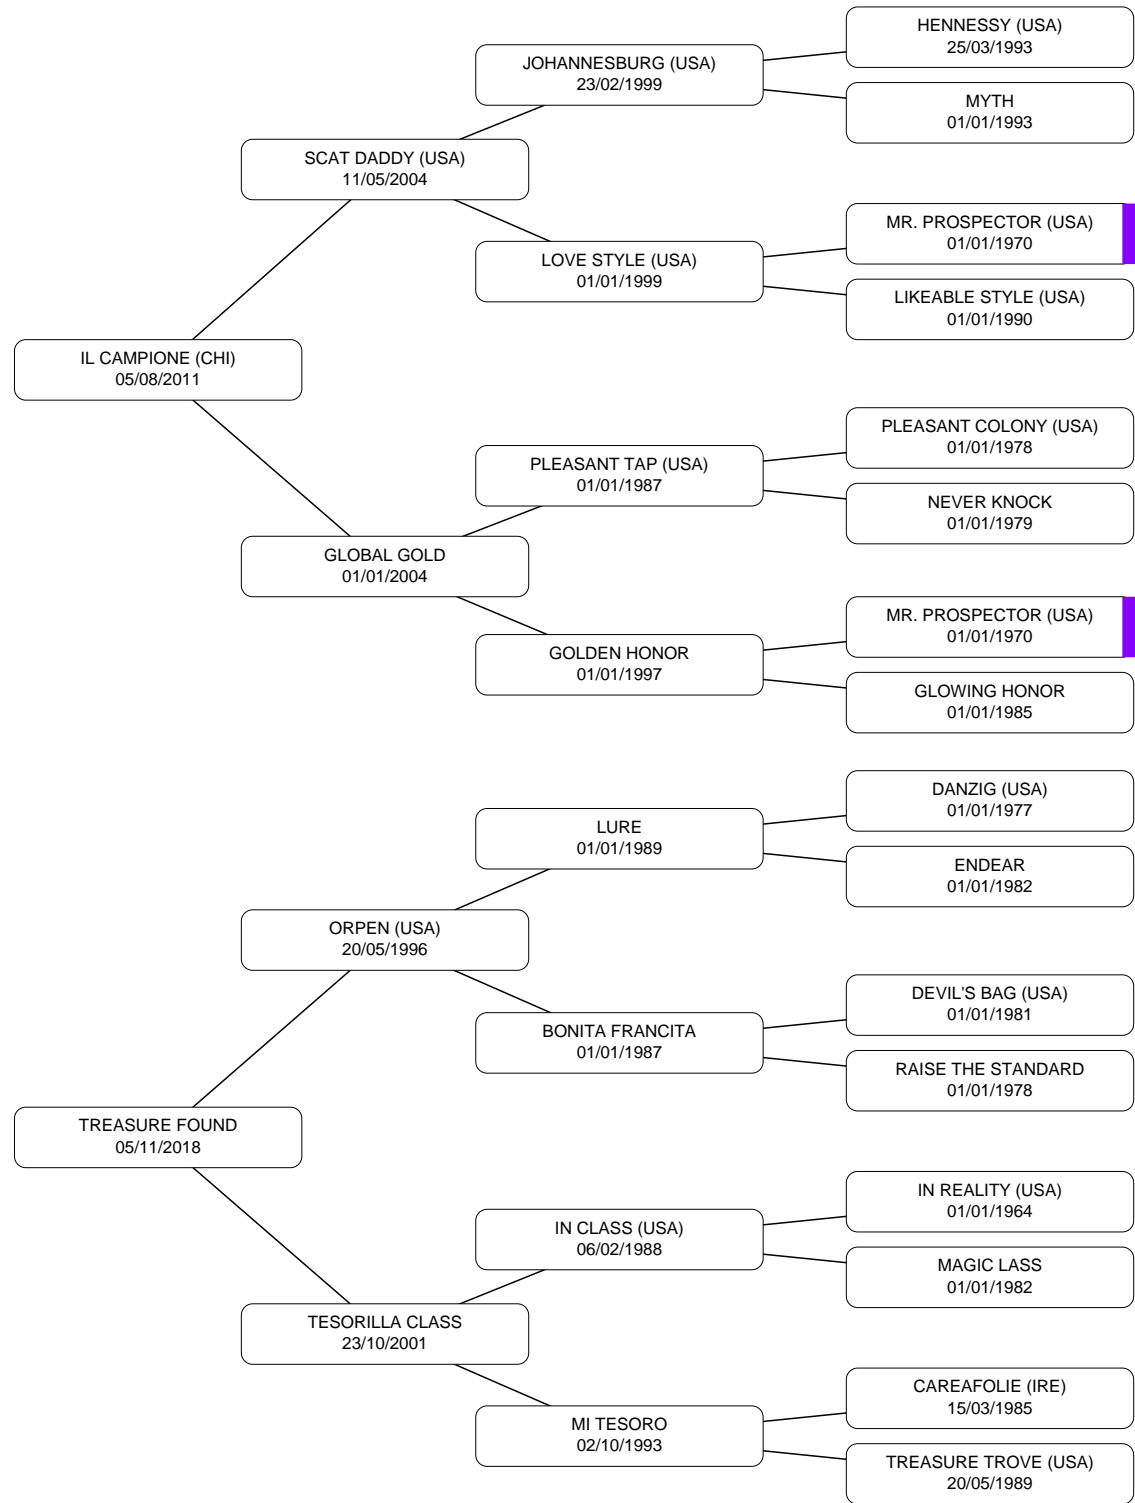 HENNESSY (USA)
25/03/1993
JOHANNESBURG (USA)
23/02/1999
MYTH
01/01/1993
SCAT DADDY (USA)
11/05/2004
MR. PROSPECTOR (USA)
01/01/1970
LOVE STYLE (USA)
01/01/1999
LIKEABLE STYLE (USA)
01/01/1990
IL CAMPIONE (CHI)
05/08/2011
PLEASANT COLONY (USA)
01/01/1978
PLEASANT TAP (USA)
01/01/1987
NEVER KNOCK
01/01/1979
GLOBAL GOLD
01/01/2004
MR. PROSPECTOR (USA)
01/01/1970
GOLDEN HONOR
01/01/1997
GLOWING HONOR
01/01/1985
DANZIG (USA)
01/01/1977
LURE
01/01/1989
ENDEAR
01/01/1982
ORPEN (USA)
20/05/1996
DEVIL'S BAG (USA)
01/01/1981
BONITA FRANCITA
01/01/1987
RAISE THE STANDARD
01/01/1978
TREASURE FOUND
05/11/2018
IN REALITY (USA)
01/01/1964
IN CLASS (USA)
06/02/1988
MAGIC LASS
01/01/1982
TESORILLA CLASS
23/10/2001
CAREAFOLIE (IRE)
15/03/1985
MI TESORO
02/10/1993
TREASURE TROVE (USA)
20/05/1989